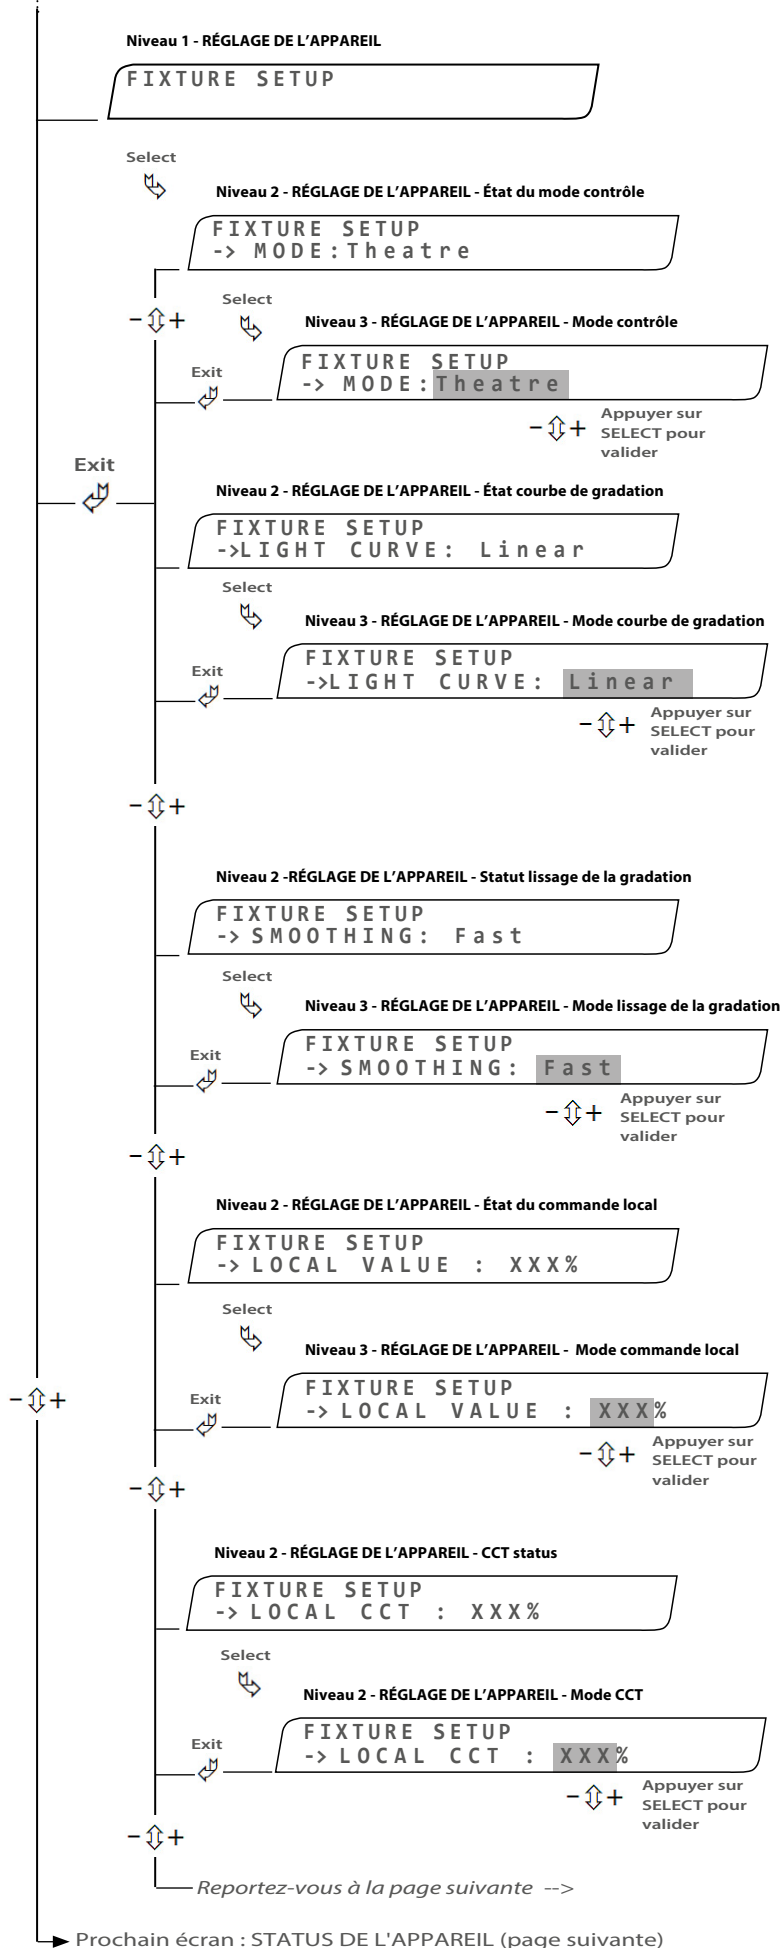 Niveau 1 - RÉGLAGE DE L'APPAREIL
FIXTURE SETUP
Select
Niveau 2 - RÉGLAGE DE L'APPAREIL - État du mode contrôle
FIXTURE SETUP
-> MODE:Theatre
Select
- +
Niveau 3 - RÉGLAGE DE L'APPAREIL - Mode contrôle
Exit
FIXTURE SETUP
-> MODE:Theatre
- +
Appuyer sur
SELECT pour
valider
Exit
Niveau 2 - RÉGLAGE DE L'APPAREIL - État courbe de gradation
FIXTURE SETUP
->LIGHT CURVE: Linear
Select
Niveau 3 - RÉGLAGE DE L'APPAREIL - Mode courbe de gradation
Exit
FIXTURE SETUP
->LIGHT CURVE: Linear
- +
Appuyer sur
SELECT pour
valider
- +
Niveau 2 -RÉGLAGE DE L'APPAREIL - Statut lissage de la gradation
FIXTURE SETUP
-> SMOOTHING: Fast
Select
Niveau 3 - RÉGLAGE DE L'APPAREIL - Mode lissage de la gradation
Exit
FIXTURE SETUP
-> SMOOTHING: Fast
- +
Appuyer sur
SELECT pour
valider
- +
Niveau 2 - RÉGLAGE DE L'APPAREIL - État du commande local
FIXTURE SETUP
-> LOCAL VALUE : XXX%
Select
Niveau 3 - RÉGLAGE DE L'APPAREIL - Mode commande local
- +
Exit
FIXTURE SETUP
-> LOCAL VALUE : XXX%
- +
Appuyer sur
SELECT pour
valider
- +
Niveau 2 - RÉGLAGE DE L'APPAREIL - CCT status
FIXTURE SETUP
-> LOCAL CCT : XXX%
Select
Niveau 2 - RÉGLAGE DE L'APPAREIL - Mode CCT
Exit
FIXTURE SETUP
-> LOCAL CCT : XXX%
- +
Appuyer sur
SELECT pour
valider
- +
Reportez-vous à la page suivante -->
Prochain écran : STATUS DE L'APPAREIL (page suivante)